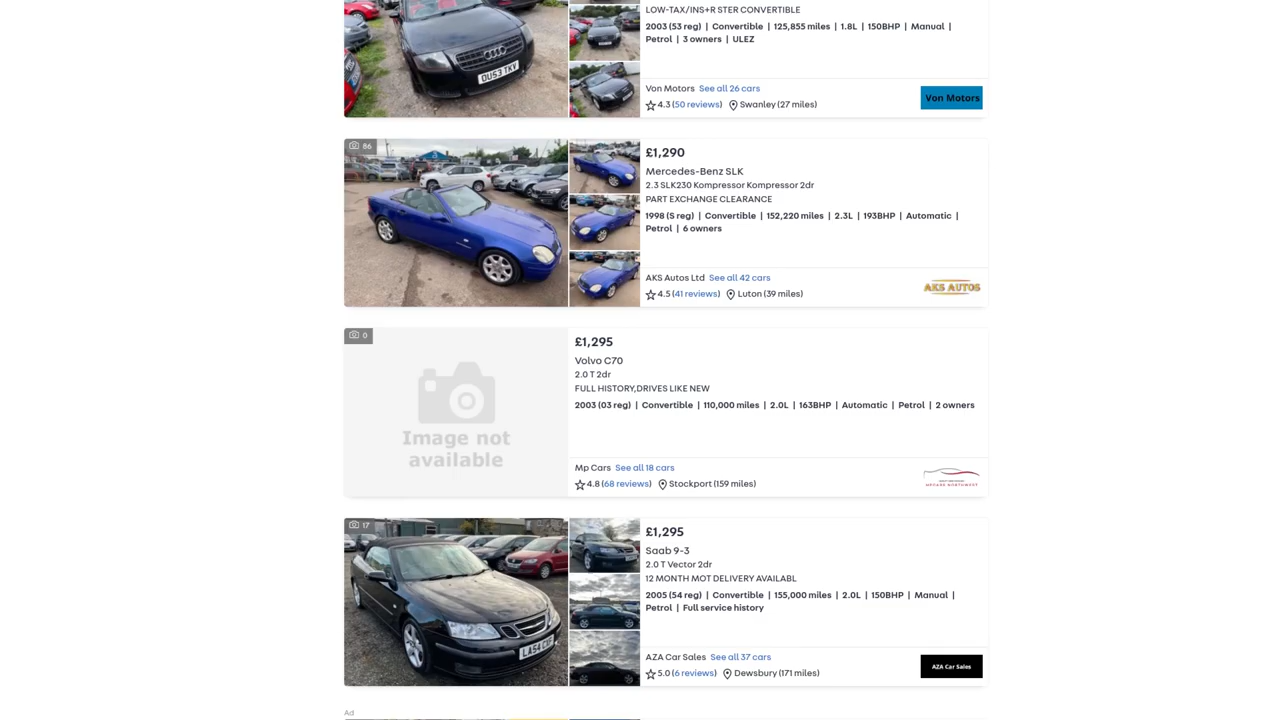 LOW-TAX/INS+R STER CONVERTIBLE
2003 (53 reg) | Convertible | 125,855 miles | 1.8L | 150BHP | Manual |
Petrol | 3 owners | ULEZ
OU53 TKV
Von Motors See all 26 cars
4.3 (50 reviews) Swanley (27 miles)
Von Motors
86
£1,290
Mercedes-Benz SLK
2.3 SLK230 Kompressor Kompressor 2dr
PART EXCHANGE CLEARANCE
1998 (S reg) | Convertible | 152,220 miles | 2.3L | 193BHP | Automatic |
Petrol | 6 owners
AKS Autos Ltd See all 42 cars
4.5 (41 reviews) Luton (39 miles)
AKS AUTOS
0
Image not
available
£1,295
Volvo C70
2.0 T 2dr
FULL HISTORY,DRIVES LIKE NEW
2003 (03 reg) | Convertible | 110,000 miles | 2.0L | 163BHP | Automatic | Petrol | 2 owners
Mp Cars See all 18 cars
4.8 (68 reviews) Stockport (159 miles)
17
£1,295
Saab 9-3
2.0 T Vector 2dr
12 MONTH MOT DELIVERY AVAILABL
2005 (54 reg) | Convertible | 155,000 miles | 2.0L | 150BHP | Manual |
Petrol | Full service history
AZA Car Sales See all 37 cars
5.0 (6 reviews) Dewsbury (171 miles)
AZA Car Sales
Ad